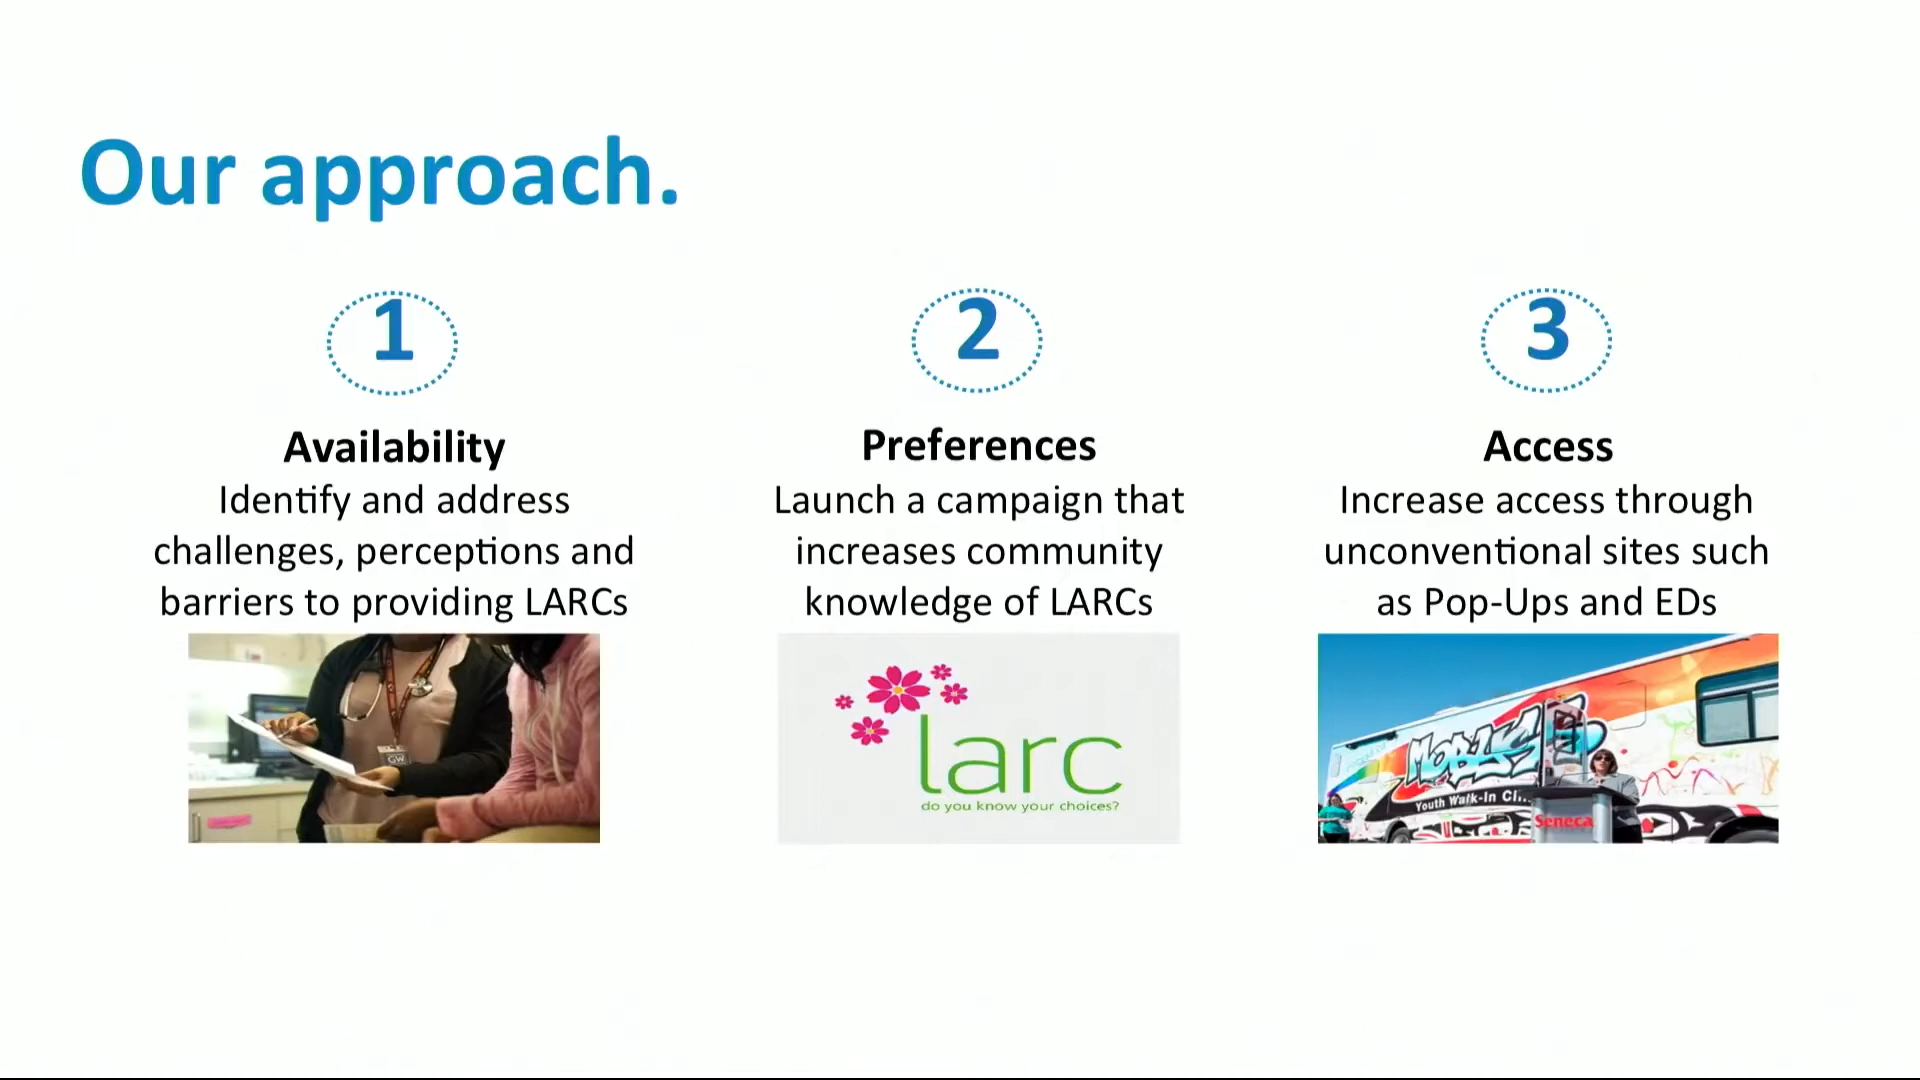 Our approach.
1
Availability
Identify and address
challenges, perceptions and
barriers to providing LARCs
GW
2
Preferences
Launch a campaign that
increases community
knowledge of LARCs
larc
do you know your choices?
3
Access
Increase access through
unconventional sites such
as Pop-Ups and EDs
MOBYSS
Youth Walk-In
Seneca